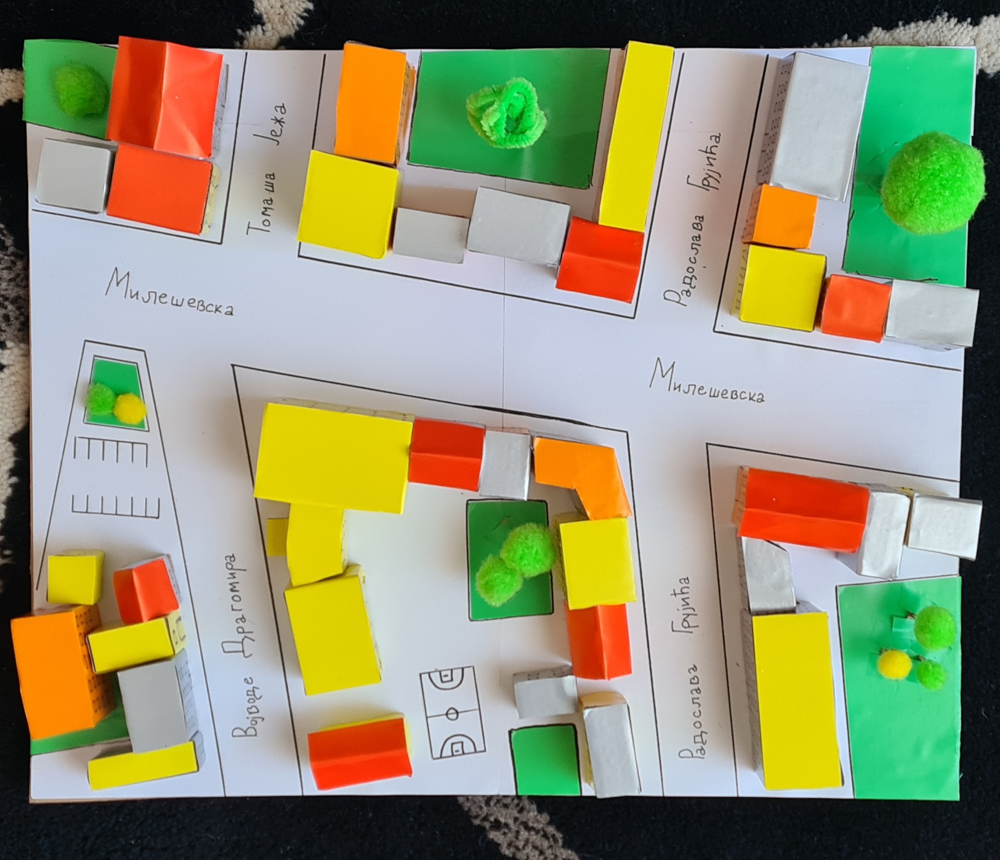 Томаша Јежа
Радослава Грујића
Милешевска
Милешевска
Војводе Драгомира
Радослава Грујића